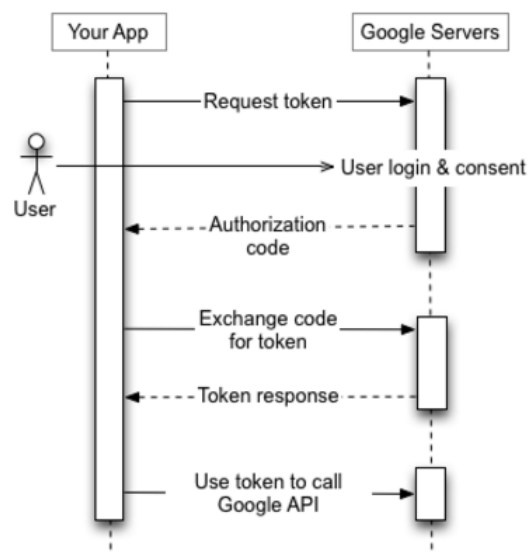 Your App
Google Servers
Request token
User login & consent
User
Authorization
code
Exchange code
for token
Token response
Use token to call
Google API